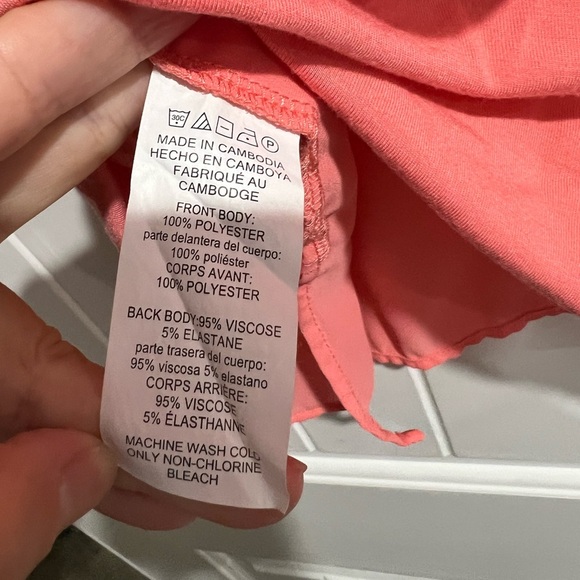 30C P
MADE IN CAMBODIA
HECHO EN CAMBOYA
FABRIQUÉ AU
CAMBODGE
FRONT BODY:
100% POLYESTER
parte delantera del cuerpo:
100% poliéster
CORPS AVANT:
100% POLYESTER
BACK BODY:95% VISCOSE
5% ELASTANE
parte trasera del cuerpo:
95% viscosa 5% elastano
CORPS ARRIÈRE:
95% VISCOSE
5% ÉLASTHANNE
MACHINE WASH COLD
ONLY NON-CHLORINE
BLEACH